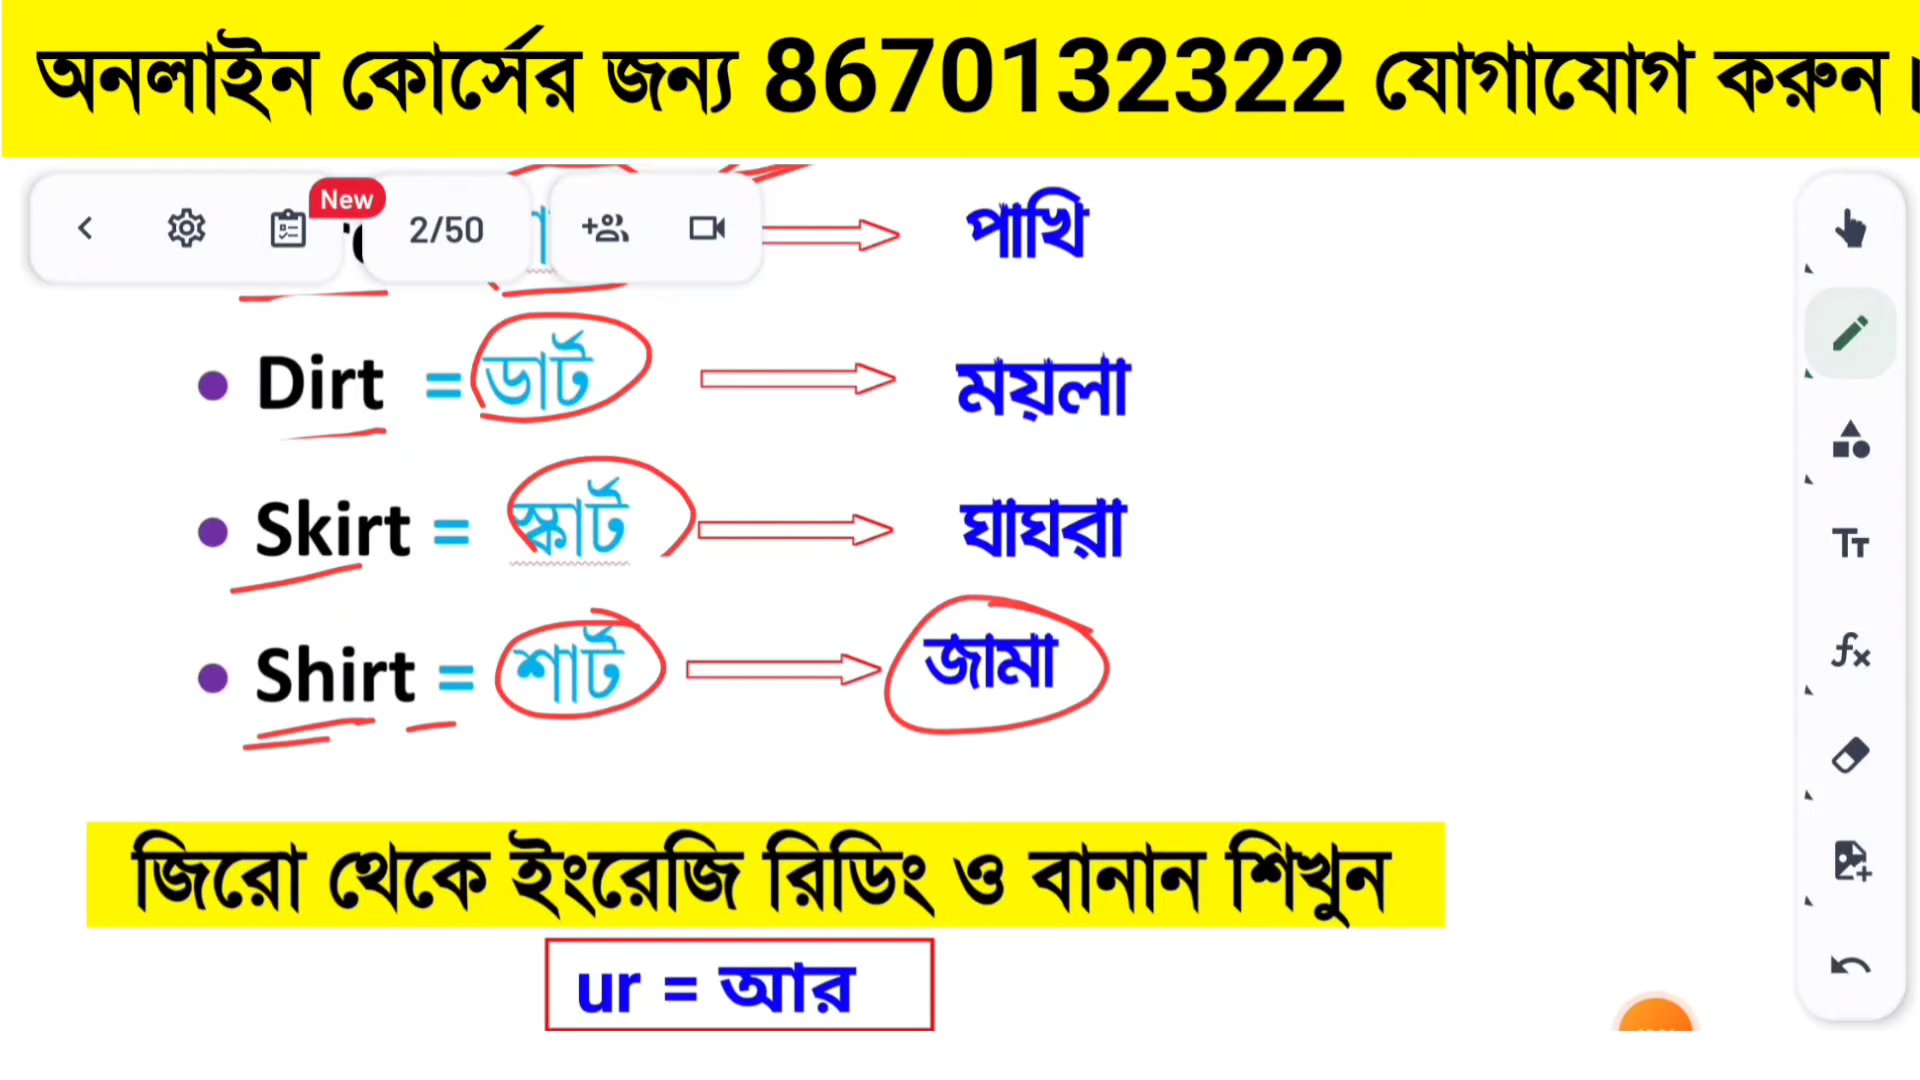 অনলাইন কোর্সের জন্য 8670132322 যোগাযোগ করুন।
New
2/50
পাখি
Dirt = ডার্ট ময়লা
Skirt = স্কার্ট ঘাঘরা
Shirt = শার্ট জামা
জিরো থেকে ইংরেজি রিডিং ও বানান শিখুন
ur = আর